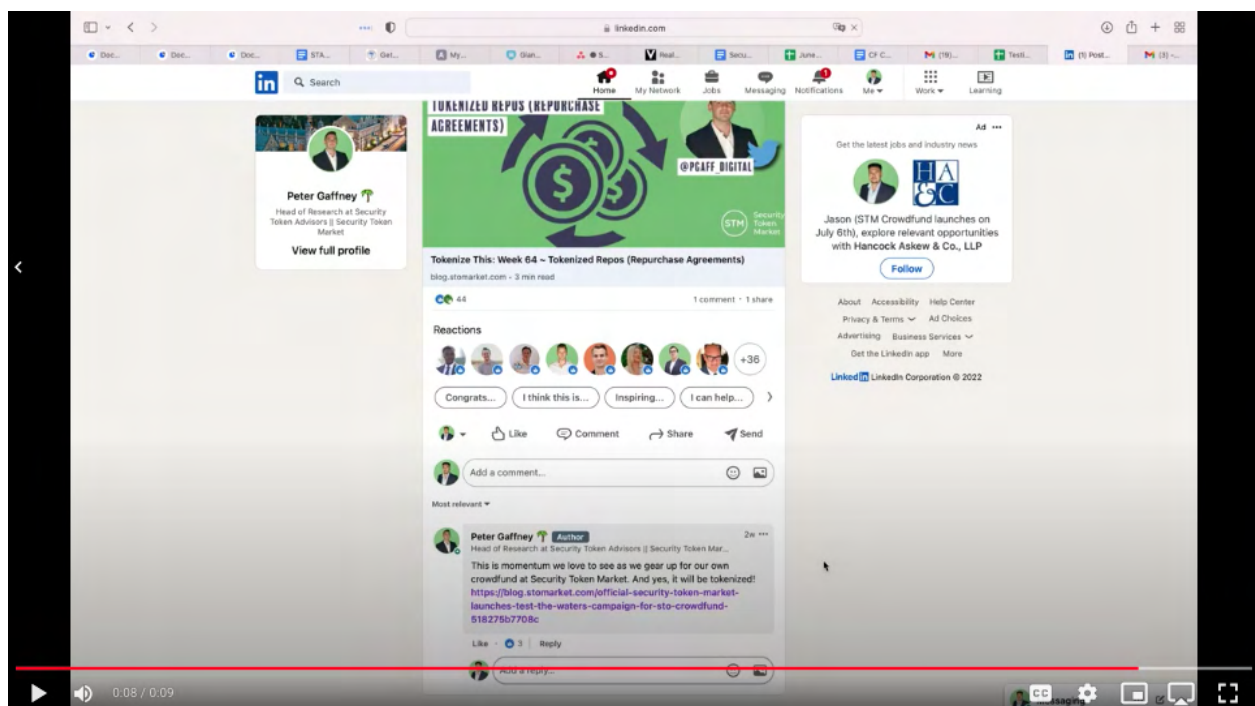 linkedin.com
Doc...
Doc...
Doc...
STA...
Get...
My...
Gian...
S...
Real...
Secu...
June...
CF C...
M (19)...
Testi...
(1) Post...
M (3) -...
in
Search
Home
My Network
Jobs
Messaging
Notifications
Me
Work
Learning
Peter Gaffney
Head of Research at Security
Token Advisors || Security Token
Market
View full profile
TOKENIZED REPOS (REPURCHASE
AGREEMENTS)
@PGAFF_DIGITAL
STM
Security
Token
Market
Tokenize This: Week 64 ~ Tokenized Repos (Repurchase Agreements)
blog.stomarket.com • 3 min read
44
1 comment • 1 share
Reactions
+36
Congrats...
I think this is...
Inspiring...
I can help...
Like
Comment
Share
Send
Add a comment...
Most relevant
Peter Gaffney
Author
2w
Head of Research at Security Token Advisors || Security Token Mar...
This is momentum we love to see as we gear up for our own
crowdfund at Security Token Market. And yes, it will be tokenized!
https://blog.stomarket.com/official-security-token-market-
launches-test-the-waters-campaign-for-sto-crowdfund-
518275b7708c
Like
3
Reply
Add a reply...
Ad
Get the latest jobs and industry news
HA
&C
Jason (STM Crowdfund launches on
July 6th), explore relevant opportunities
with Hancock Askew & Co., LLP
Follow
About Accessibility Help Center
Privacy & Terms Ad Choices
Advertising Business Services
Get the LinkedIn app More
Linked in LinkedIn Corporation © 2022
0:08 / 0:09
CC